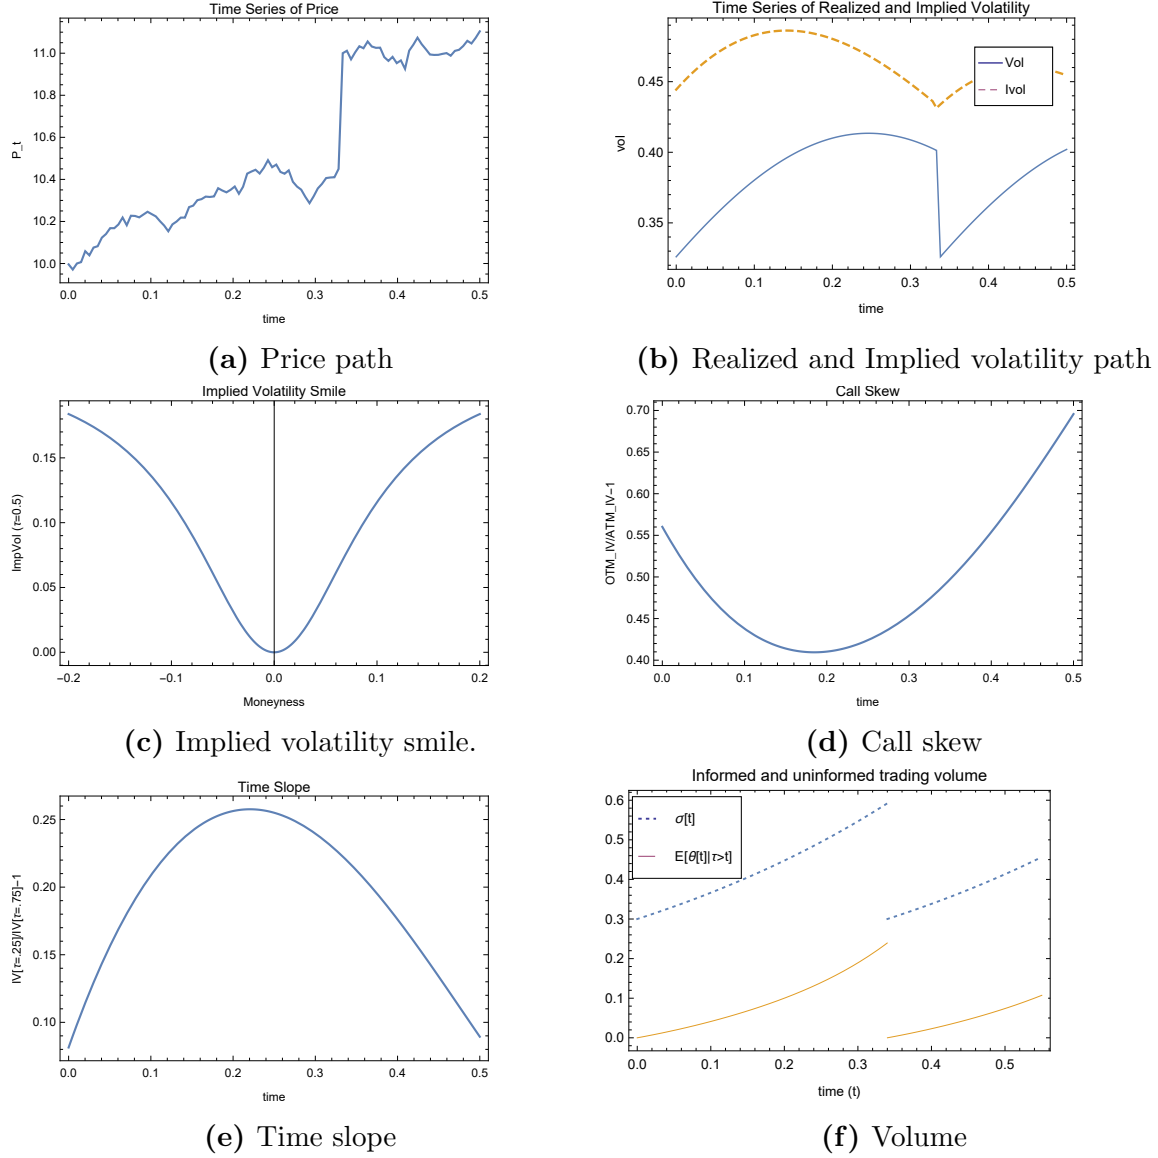 Time Series of Price
P_t
11.0
10.8
10.6
10.4
10.2
10.0
0.0 0.1 0.2 0.3 0.4 0.5
time
(a) Price path
Time Series of Realized and Implied Volatility
vol
0.45
0.40
0.35
Vol
Ivol
0.0 0.1 0.2 0.3 0.4 0.5
time
(b) Realized and Implied volatility path
Implied Volatility Smile
ImpVol (τ=0.5)
0.15
0.10
0.05
0.00
−0.2 −0.1 0.0 0.1 0.2
Moneyness
(c) Implied volatility smile.
Call Skew
OTM_IV/ATM_IV−1
0.70
0.65
0.60
0.55
0.50
0.45
0.40
0.0 0.1 0.2 0.3 0.4 0.5
time
(d) Call skew
Time Slope
IV[τ=.25]/IV[τ=.75]−1
0.25
0.20
0.15
0.10
0.0 0.1 0.2 0.3 0.4 0.5
time
(e) Time slope
Informed and uninformed trading volume
0.6
0.5
0.4
0.3
0.2
0.1
0.0
σ[t]
E[θ[t]|τ>t]
0.0 0.1 0.2 0.3 0.4 0.5
time (t)
(f) Volume